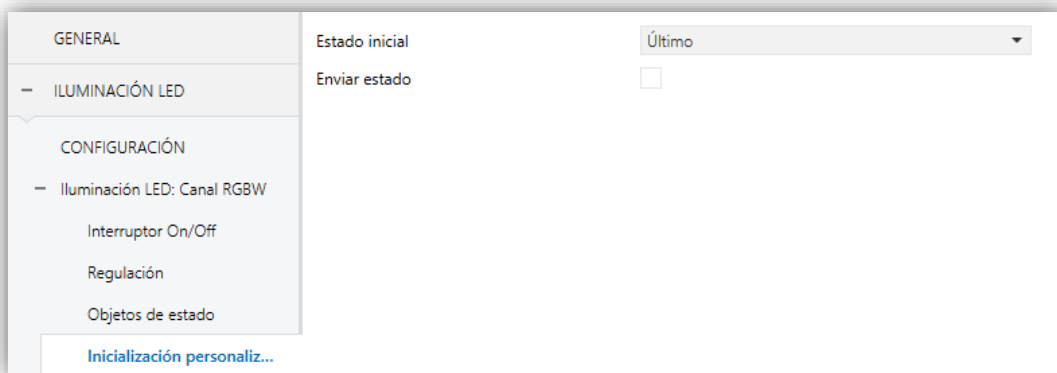 GENERAL
ILUMINACIÓN LED
CONFIGURACIÓN
Iluminación LED: Canal RGBW
Interruptor On/Off
Regulación
Objetos de estado
Inicialización personaliz...
Estado inicial
Último
Enviar estado